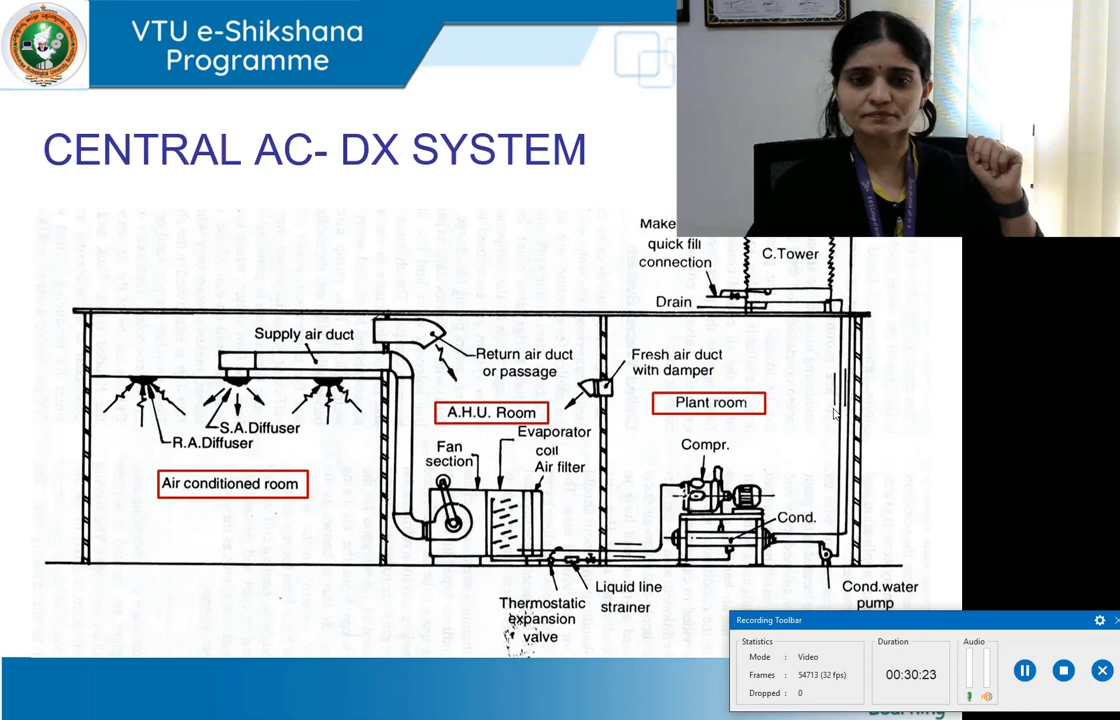 VTU e-Shikshana
Programme
CENTRAL AC- DX SYSTEM
Make
quick fill
connection
C.Tower
Drain
Supply air duct
Return air duct
or passage
Fresh air duct
with damper
A.H.U. Room
Plant room
S.A.Diffuser
R.A.Diffuser
Evaporator
coil
Air filter
Fan
section
Compr.
Air conditioned room
Cond.
Liquid line
strainer
Thermostatic
expansion
valve
Cond.water
pump
Recording Toolbar
Statistics
Mode : Video
Frames : 54713 (32 fps)
Dropped : 0
Duration
00:30:23
Audio